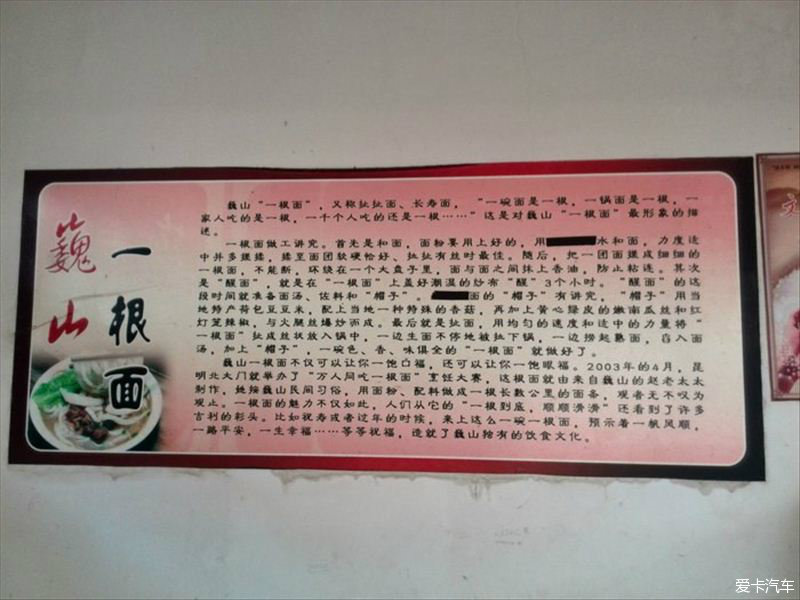 巍山
一根面
巍山“一根面”，又称扯扯面、长寿面，“一碗面是一根，一锅面是一根，一
家人吃的是一根，一千个人吃的还是一根……”这是对巍山“一根面”最形象的描
述。
一根面做工讲究。首先是和面，面粉要用上好的，用水和面，力度适
中并多揉揉，揉至面团软硬恰好、扯扯有丝时最佳。随后，把一团面揉成细细的
一根面，不能断，环绕在一个大盘子里，面与面之间抹上香油，防止粘连。其次
是“醒面”，就是在“一根面”上盖好潮湿的纱布“醒”3个小时。“醒面”的这
段时间就准备面汤、佐料和“帽子”。面的“帽子”有讲究，“帽子”用当
地特产荷包豆豆米，配上当地一种特殊的香菇，再加上黄心绿皮的嫩南瓜丝和红
灯笼辣椒，与火腿丝爆炒而成。最后就是扯面，用均匀的速度和适中的力量将“
一根面”扯成丝状放入锅中，一边生面不停地被扯下锅，一边捞起熟面，舀入面
汤，加上“帽子”，一碗色、香、味俱全的“一根面”就做好了。
巍山一根面不仅可以让你一饱口福，还可以让你一饱眼福。2003年的4月，昆
明北大门就举办了“万人同吃一根面”烹饪大赛，这根面就由来自巍山的赵老太太
制作，她按巍山民间习俗，用面粉、配料做成一根长数公里的面条，观者无不叹为
观止。一根面的魅力不仅如此，人们从它的“一根到底，顺顺滑滑”还看到了许多
吉利的彩头。比如祝寿或者过年的时候，来上这么一碗一根面，预示着一帆风顺，
一路平安，一生幸福……等等祝福，造就了巍山独有的饮食文化。
爱卡汽车